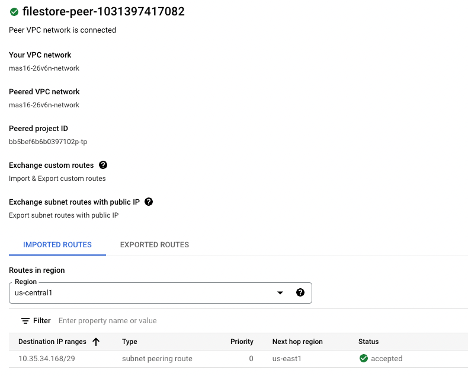 filestore-peer-1031397417082
Peer VPC network is connected
Your VPC network
mas16-26v6n-network
Peered VPC network
mas16-26v6n-network
Peered project ID
bb5bef6b6b0397102p-tp
Exchange custom routes ?
Import & Export custom routes
Exchange subnet routes with public IP ?
Export subnet routes with public IP
IMPORTED ROUTES EXPORTED ROUTES
Routes in region
Region
us-central1 ?
Filter Enter property name or value
Destination IP ranges Type Priority Next hop region Status
10.35.34.168/29 subnet peering route 0 us-east1 accepted